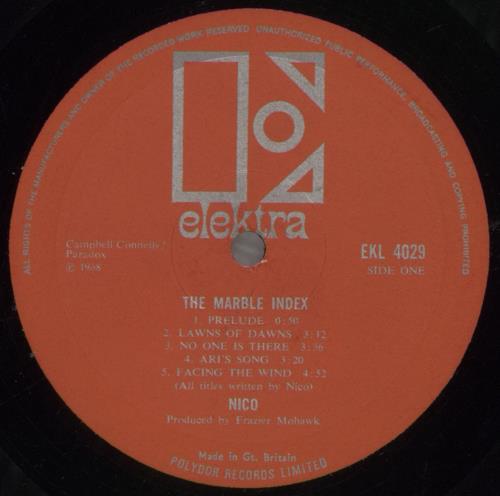 ALL RIGHTS OF THE MANUFACTURERS AND OWNER OF THE RECORDED WORK RESERVED UNAUTHORIZED PUBLIC PERFORMANCE, BROADCASTING AND COPYING PROHIBITED
elektra
Campbell Connelly/
Paradox
℗ 1968
EKL 4029
SIDE ONE
THE MARBLE INDEX
1. PRELUDE 0:50
2. LAWNS OF DAWNS 3:12
3. NO ONE IS THERE 3:36
4. ARI'S SONG 3:20
5. FACING THE WIND 4:52
(All titles written by Nico)
NICO
Produced by Frazier Mohawk
Made in Gt. Britain
POLYDOR RECORDS LIMITED